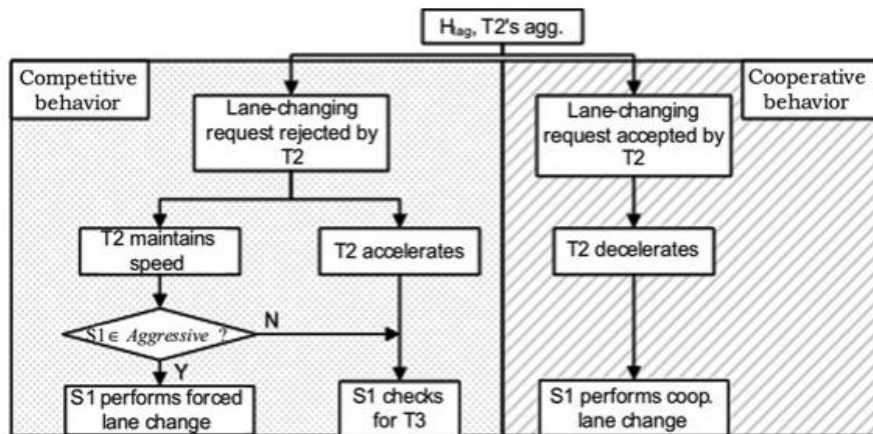 H_lag, T2's agg.
Competitive
behavior
Cooperative
behavior
Lane-changing
request rejected by
T2
Lane-changing
request accepted by
T2
T2 maintains
speed
T2 accelerates
T2 decelerates
S1∈ Aggressive ?
N
Y
S1 performs forced
lane change
S1 checks
for T3
S1 performs coop.
lane change